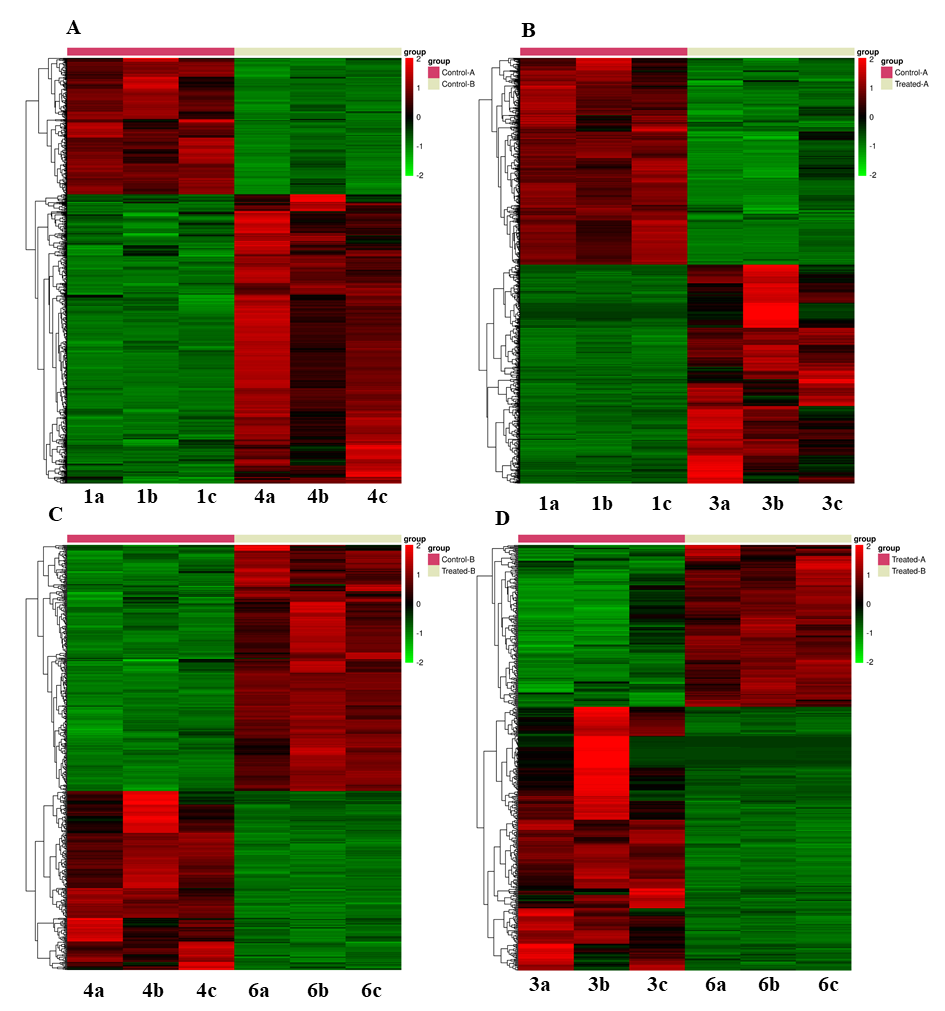 A
group
2
1
0
-1
-2
group
Control-A
Control-B
1a 1b 1c 4a 4b 4c
B
group
2
1
0
-1
-2
group
Control-A
Treated-A
1a 1b 1c 3a 3b 3c
C
group
2
1
0
-1
-2
group
Control-B
Treated-B
4a 4b 4c 6a 6b 6c
D
group
2
1
0
-1
-2
group
Treated-A
Treated-B
3a 3b 3c 6a 6b 6c